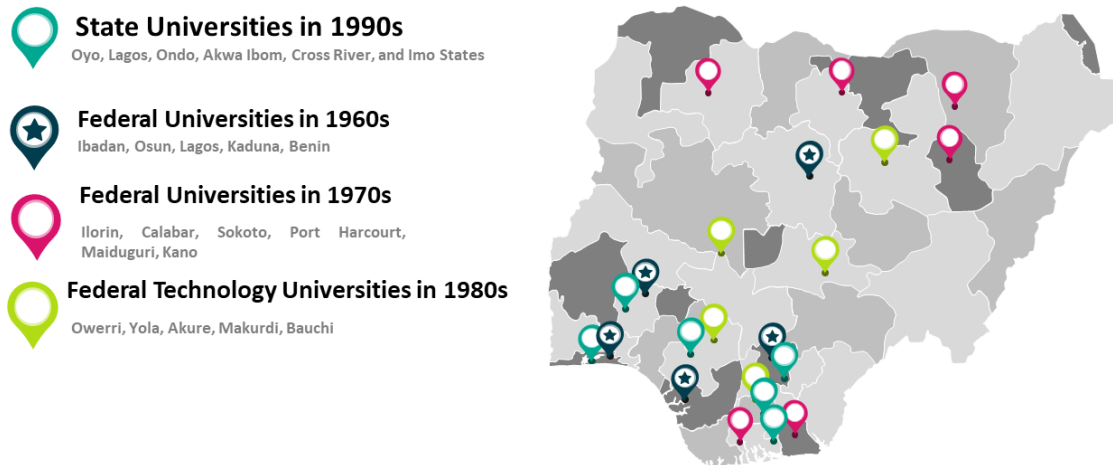 State Universities in 1990s
Oyo, Lagos, Ondo, Akwa Ibom, Cross River, and Imo States
Federal Universities in 1960s
Ibadan, Osun, Lagos, Kaduna, Benin
Federal Universities in 1970s
Ilorin, Calabar, Sokoto, Port Harcourt,
Maiduguri, Kano
Federal Technology Universities in 1980s
Owerri, Yola, Akure, Makurdi, Bauchi